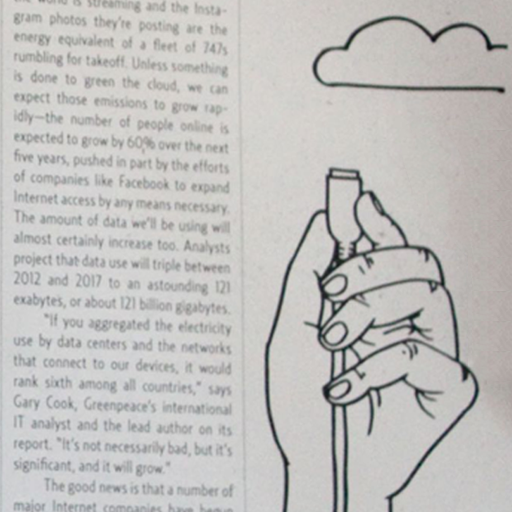 world is streaming and the Insta-
gram photos they're posting are the
energy equivalent of a fleet of 747s
rumbling for takeoff. Unless something
is done to green the cloud, we can
expect those emissions to grow rap-
idly—the number of people online is
expected to grow by 60% over the next
five years, pushed in part by the efforts
of companies like Facebook to expand
Internet access by any means necessary.
The amount of data we'll be using will
almost certainly increase too. Analysts
project that data use will triple between
2012 and 2017 to an astounding 121
exabytes, or about 121 billion gigabytes.
"If you aggregated the electricity
use by data centers and the networks
that connect to our devices, it would
rank sixth among all countries," says
Gary Cook, Greenpeace's international
IT analyst and the lead author on its
report. "It's not necessarily bad, but it's
significant, and it will grow."
The good news is that a number of
major Internet companies have begun